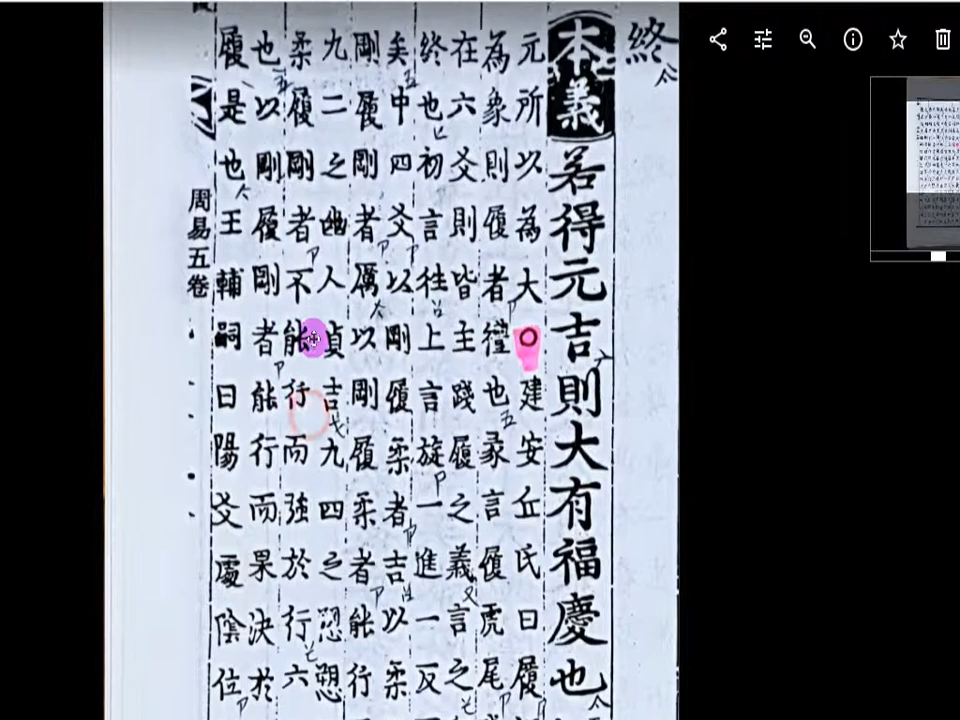 終
本義 若得元吉則大有福慶也
元所以為大○建安丘氏曰履
為象則履者禮也彖言履虎尾
在六爻則皆主踐履之義言之
終也初言往上言旋一進一反
矣中四爻以剛履柔者吉以柔
剛履剛者厲以剛履柔者能行
九二之幽人貞吉九四之愬愬
柔履剛者不能行而強於行六
也以剛履剛者能行而果決於
履是也王輔嗣曰陽爻處陰位
周易五卷